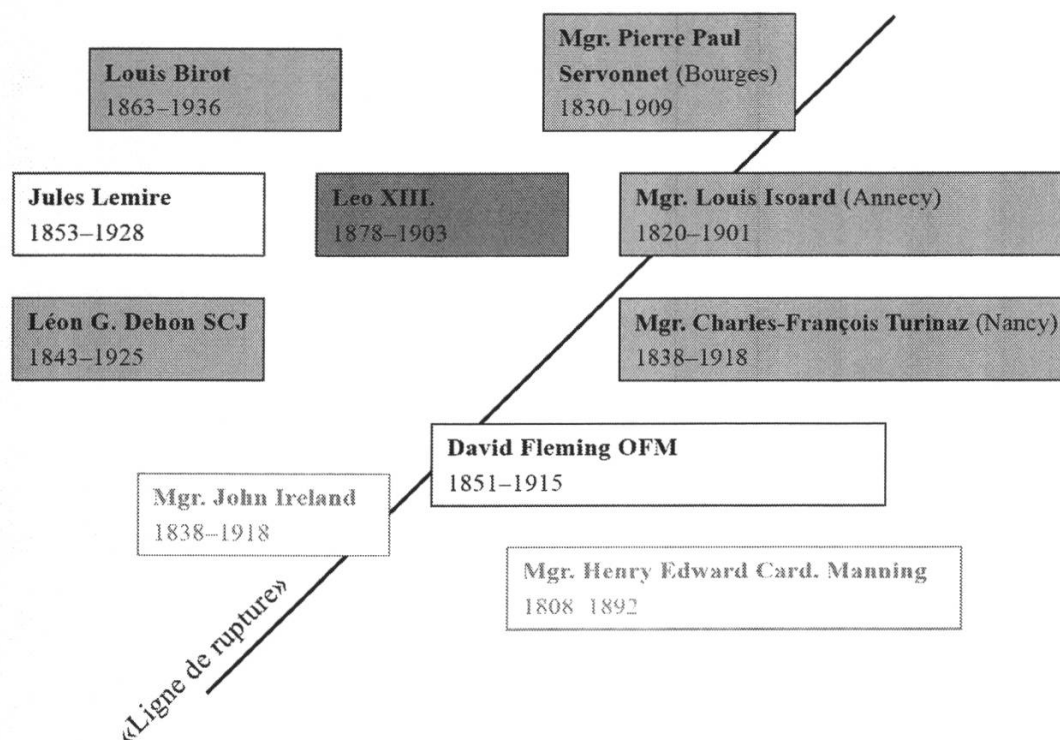 Louis Birot
1863–1936
Mgr. Pierre Paul
Servonnet (Bourges)
1830–1909
Jules Lemire
1853–1928
Leo XIII.
1878–1903
Mgr. Louis Isoard (Annecy)
1820–1901
Léon G. Dehon SCJ
1843–1925
Mgr. Charles-François Turinaz (Nancy)
1838–1918
David Fleming OFM
1851–1915
Mgr. John Ireland
1838–1918
Mgr. Henry Edward Card. Manning
1808–1892
«Ligne de rupture»